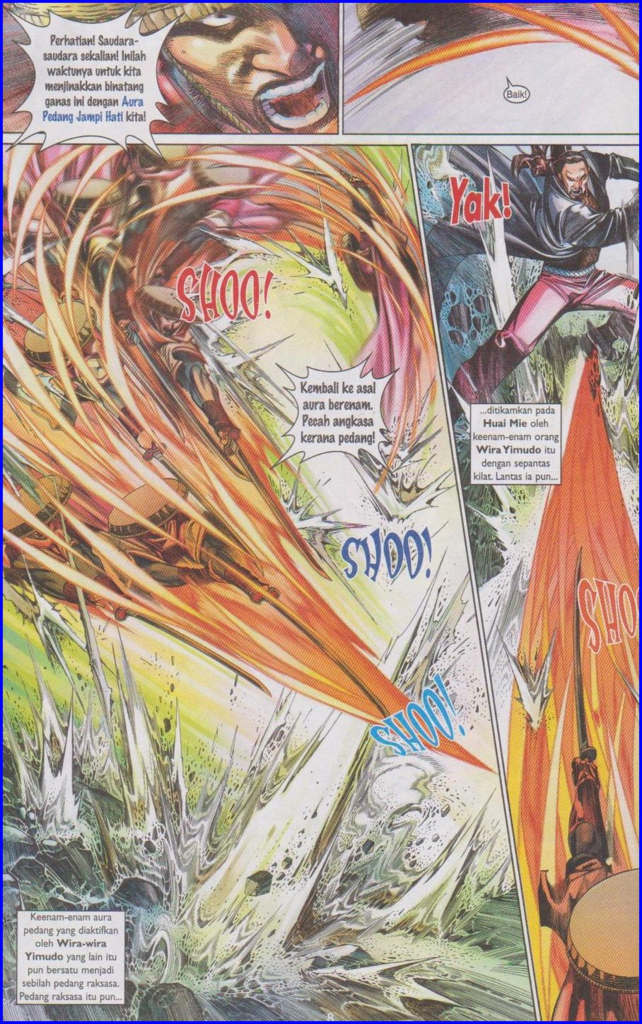 Perhatian! Saudara-
saudara sekalian! Inilah
waktunya untuk kita
menjinakkan binatang
ganas ini dengan Aura
Pedang Jampi Hati kita!
Baik!
SHOO!
Kembali ke asal
aura berenam.
Pecah angkasa
kerana pedang!
SHOO!
SHOO!
Keenam-enam aura
pedang yang diaktifkan
oleh Wira-wira
Yimudo yang lain itu
pun bersatu menjadi
sebilah pedang raksasa.
Pedang raksasa itu pun...
Yak!
...ditikamkan pada
Huai Mie oleh
keenam-enam orang
Wira Yimudo itu
dengan sepantas
kilat. Lantas ia pun...
SHO
8